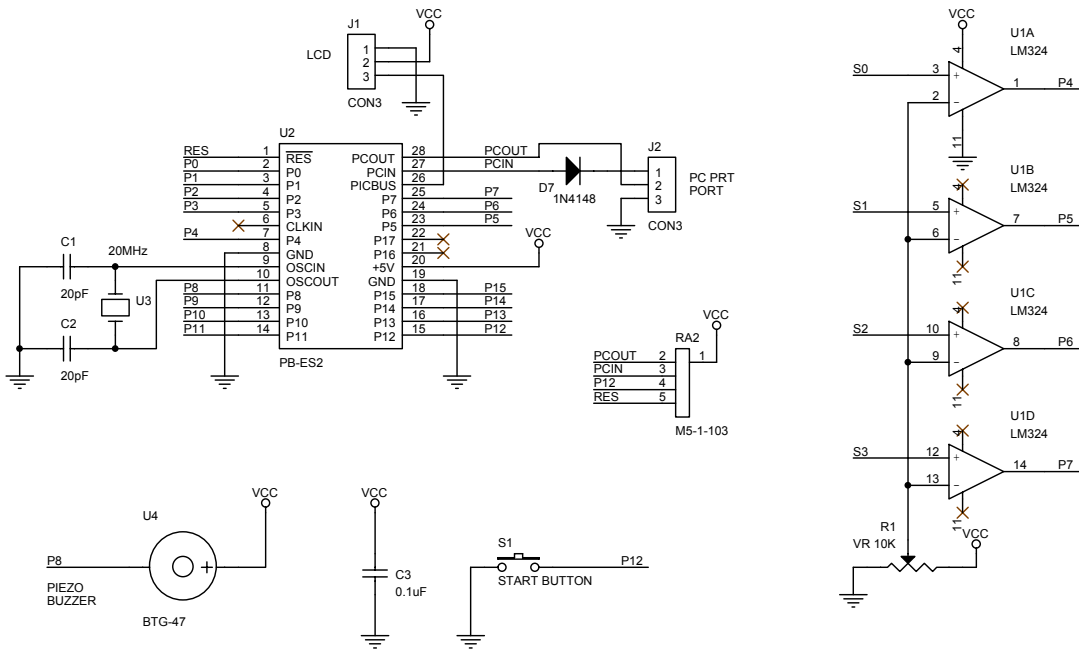 J1
VCC
LCD
1
2
3
CON3
U2
RES 1 RES
P0 2 P0
P1 3 P1
P2 4 P2
P3 5 P3
6 CLKIN
P4 7 P4
8 GND
9 OSCIN
10 OSCOUT
P8 11 P8
P9 12 P9
P10 13 P10
P11 14 P11
PCOUT 28 PCOUT
PCIN 27 PCIN
PICBUS 26
P7 25 P7
P6 24 P6
P5 23 P5
P17 22
P16 21
+5V 20
GND 19
P15 18 P15
P14 17 P14
P13 16 P13
P12 15 P12
PB-ES2
VCC
D7
1N4148
J2
1
2
3
PC PRT
PORT
CON3
C1
20pF
20MHz
U3
C2
20pF
VCC
RA2
PCOUT 2 1
PCIN 3
P12 4
RES 5
M5-1-103
VCC
U1A
LM324
4
S0 3 +
2 −
1 P4
11
U1B
LM324
4
S1 5 +
6 −
7 P5
11
U1C
LM324
4
S2 10 +
9 −
8 P6
11
U1D
LM324
4
S3 12 +
13 −
14 P7
11
R1
VR 10K
VCC
VCC
U4
P8
+
PIEZO
BUZZER
BTG-47
VCC
C3
0.1uF
S1
P12
START BUTTON